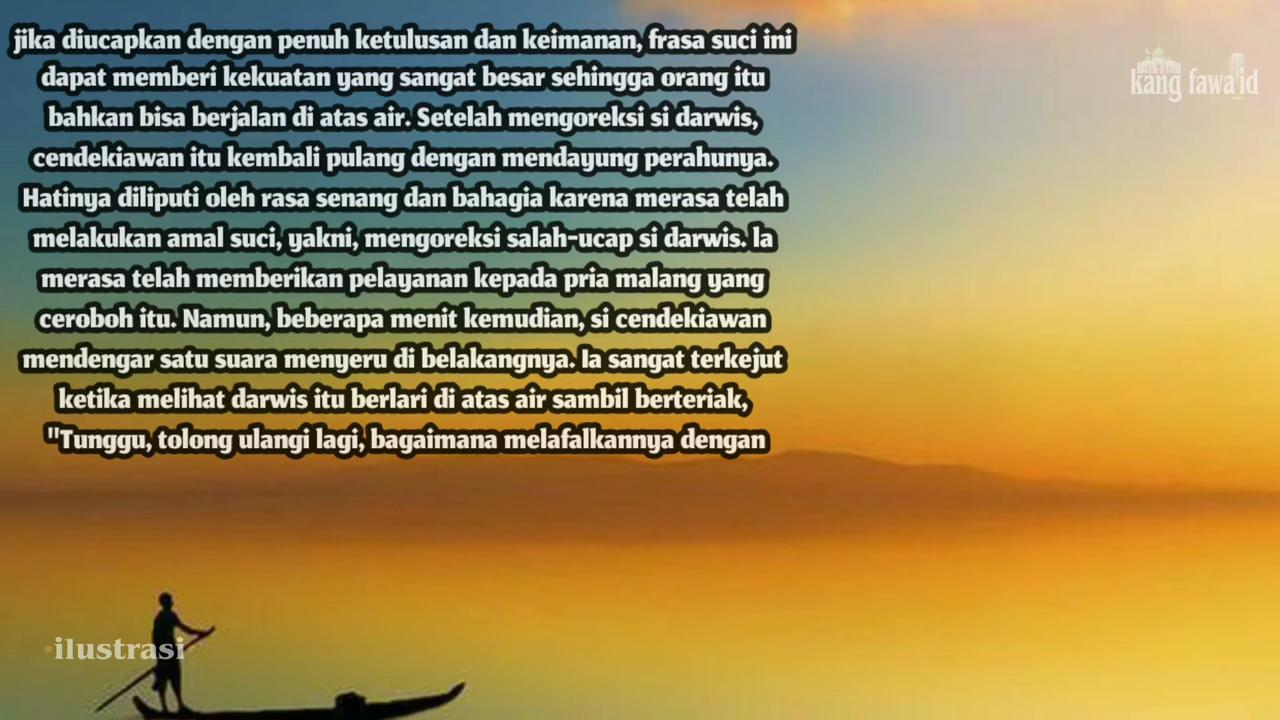 jika diucapkan dengan penuh ketulusan dan keimanan, frasa suci ini
dapat memberi kekuatan yang sangat besar sehingga orang itu
bahkan bisa berjalan di atas air. Setelah mengoreksi si darwis,
cendekiawan itu kembali pulang dengan mendayung perahunya.
Hatinya diliputi oleh rasa senang dan bahagia karena merasa telah
melakukan amal suci, yakni, mengoreksi salah-ucap si darwis. Ia
merasa telah memberikan pelayanan kepada pria malang yang
ceroboh itu. Namun, beberapa menit kemudian, si cendekiawan
mendengar satu suara menyeru di belakangnya. Ia sangat terkejut
ketika melihat darwis itu berlari di atas air sambil berteriak,
"Tunggu, tolong ulangi lagi, bagaimana melafalkannya dengan
kang fawa'id
•ilustrasi